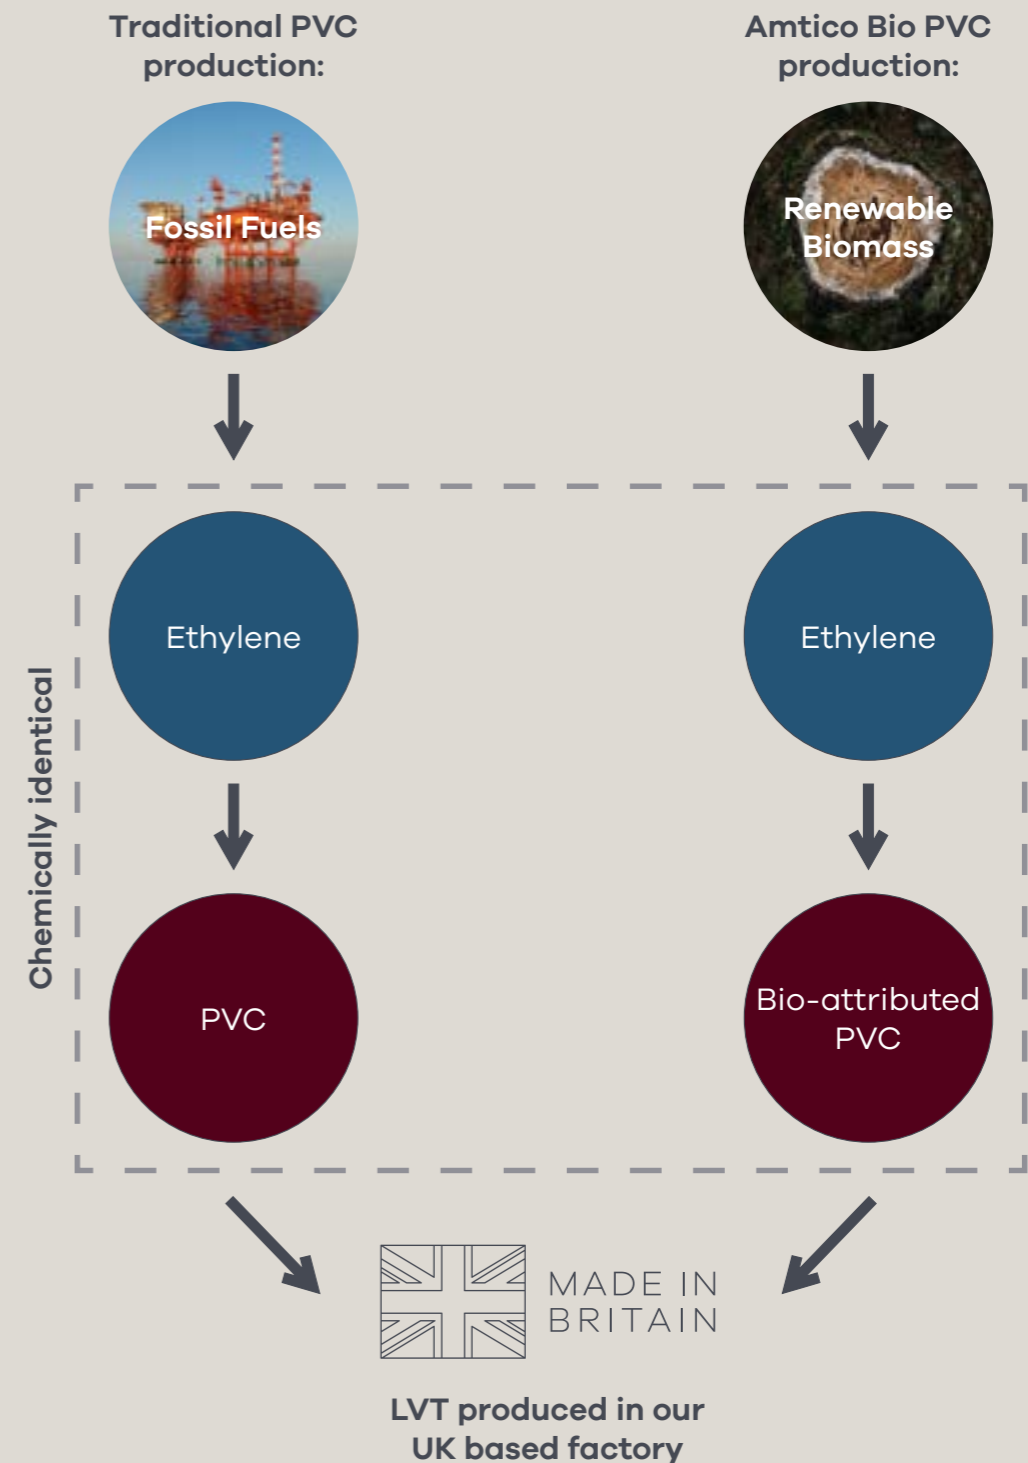 Traditional PVC
production:
Amtico Bio PVC
production:
Fossil Fuels
Renewable
Biomass
Chemically identical
Ethylene
Ethylene
PVC
Bio-attributed
PVC
MADE IN
BRITAIN
LVT produced in our
UK based factory